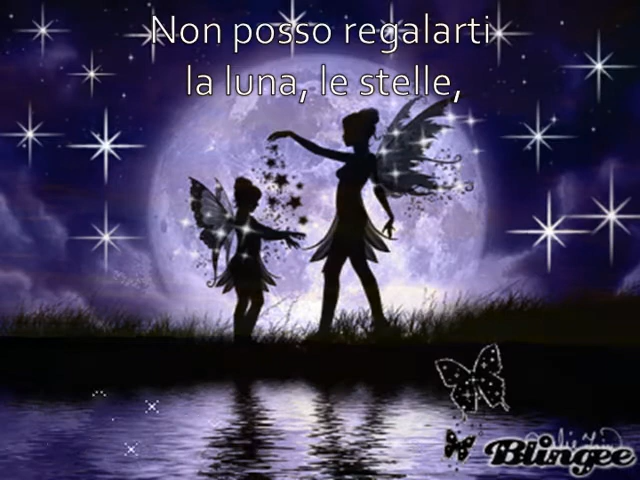 Non posso regalarti
la luna, le stelle,
Blingee